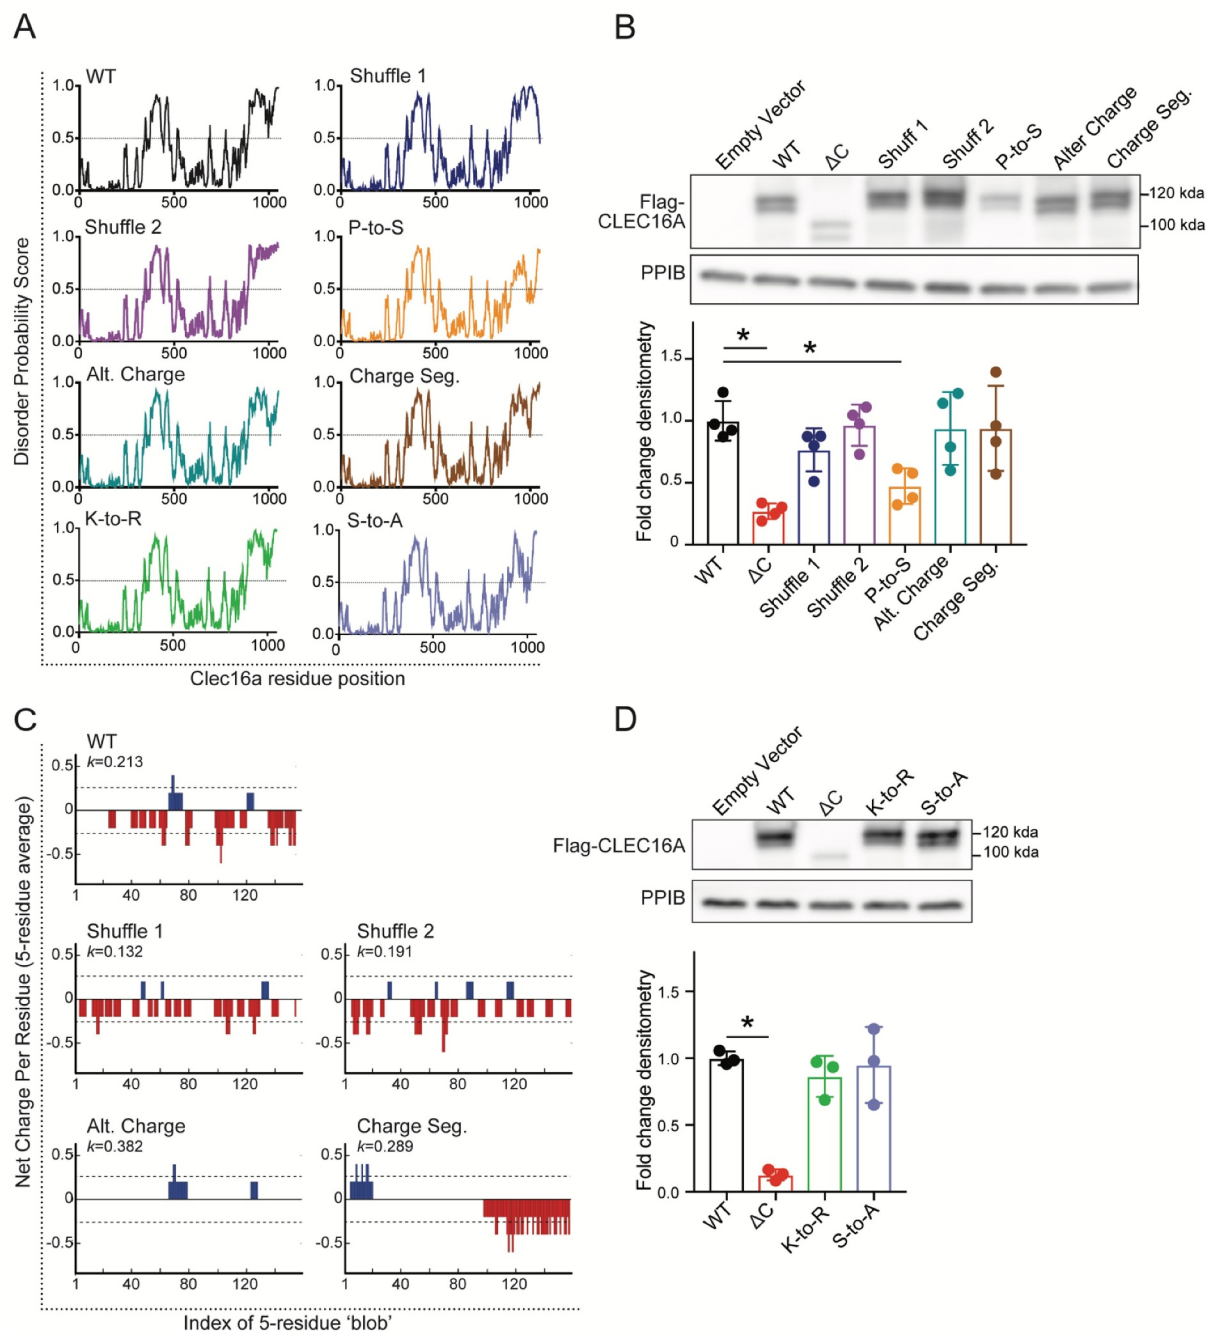 A
Disorder Probability Score
WT
1.0
0.5
0.0
0
500
1000
Shuffle 1
1.0
0.5
0.0
0
500
1000
Shuffle 2
1.0
0.5
0.0
0
500
1000
P-to-S
1.0
0.5
0.0
0
500
1000
Alt. Charge
1.0
0.5
0.0
0
500
1000
Charge Seg.
1.0
0.5
0.0
0
500
1000
K-to-R
1.0
0.5
0.0
0
500
1000
S-to-A
1.0
0.5
0.0
0
500
1000
Clec16a residue position
B
Empty Vector
WT
ΔC
Shuff 1
Shuff 2
P-to-S
Alter Charge
Charge Seg.
Flag-
CLEC16A
120 kda
100 kda
PPIB
Fold change densitometry
1.5
1.0
0.5
0
*
*
WT
ΔC
Shuffle 1
Shuffle 2
P-to-S
Alt. Charge
Charge Seg.
C
Net Charge Per Residue (5-residue average)
WT
k=0.213
0.5
0
-0.5
1
40
80
120
Shuffle 1
k=0.132
0.5
0
-0.5
1
40
80
120
Shuffle 2
k=0.191
0.5
0
-0.5
1
40
80
120
Alt. Charge
k=0.382
0.5
0
-0.5
1
40
80
120
Charge Seg.
k=0.289
0.5
0
-0.5
1
40
80
120
Index of 5-residue 'blob'
D
Empty Vector
WT
ΔC
K-to-R
S-to-A
Flag-CLEC16A
120 kda
100 kda
PPIB
Fold change densitometry
1.5
1.0
0.5
0.0
*
WT
ΔC
K-to-R
S-to-A